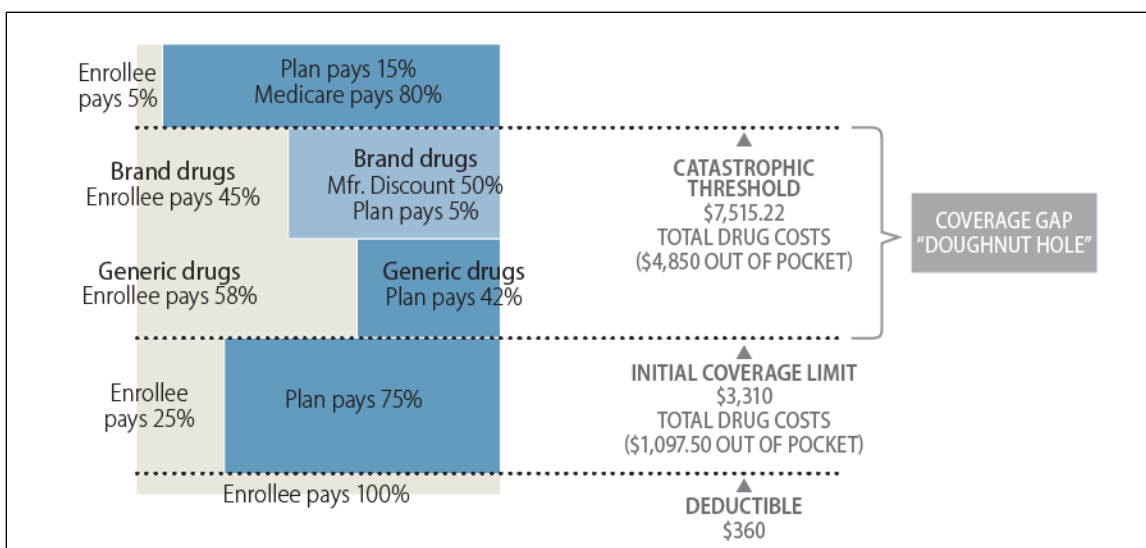 Enrollee
pays 5%
Plan pays 15%
Medicare pays 80%
Brand drugs
Enrollee pays 45%
Brand drugs
Mfr. Discount 50%
Plan pays 5%
CATASTROPHIC
THRESHOLD
$7,515.22
TOTAL DRUG COSTS
($4,850 OUT OF POCKET)
COVERAGE GAP
“DOUGHNUT HOLE”
Generic drugs
Enrollee pays 58%
Generic drugs
Plan pays 42%
Enrollee
pays 25%
Plan pays 75%
INITIAL COVERAGE LIMIT
$3,310
TOTAL DRUG COSTS
($1,097.50 OUT OF POCKET)
Enrollee pays 100%
DEDUCTIBLE
$360